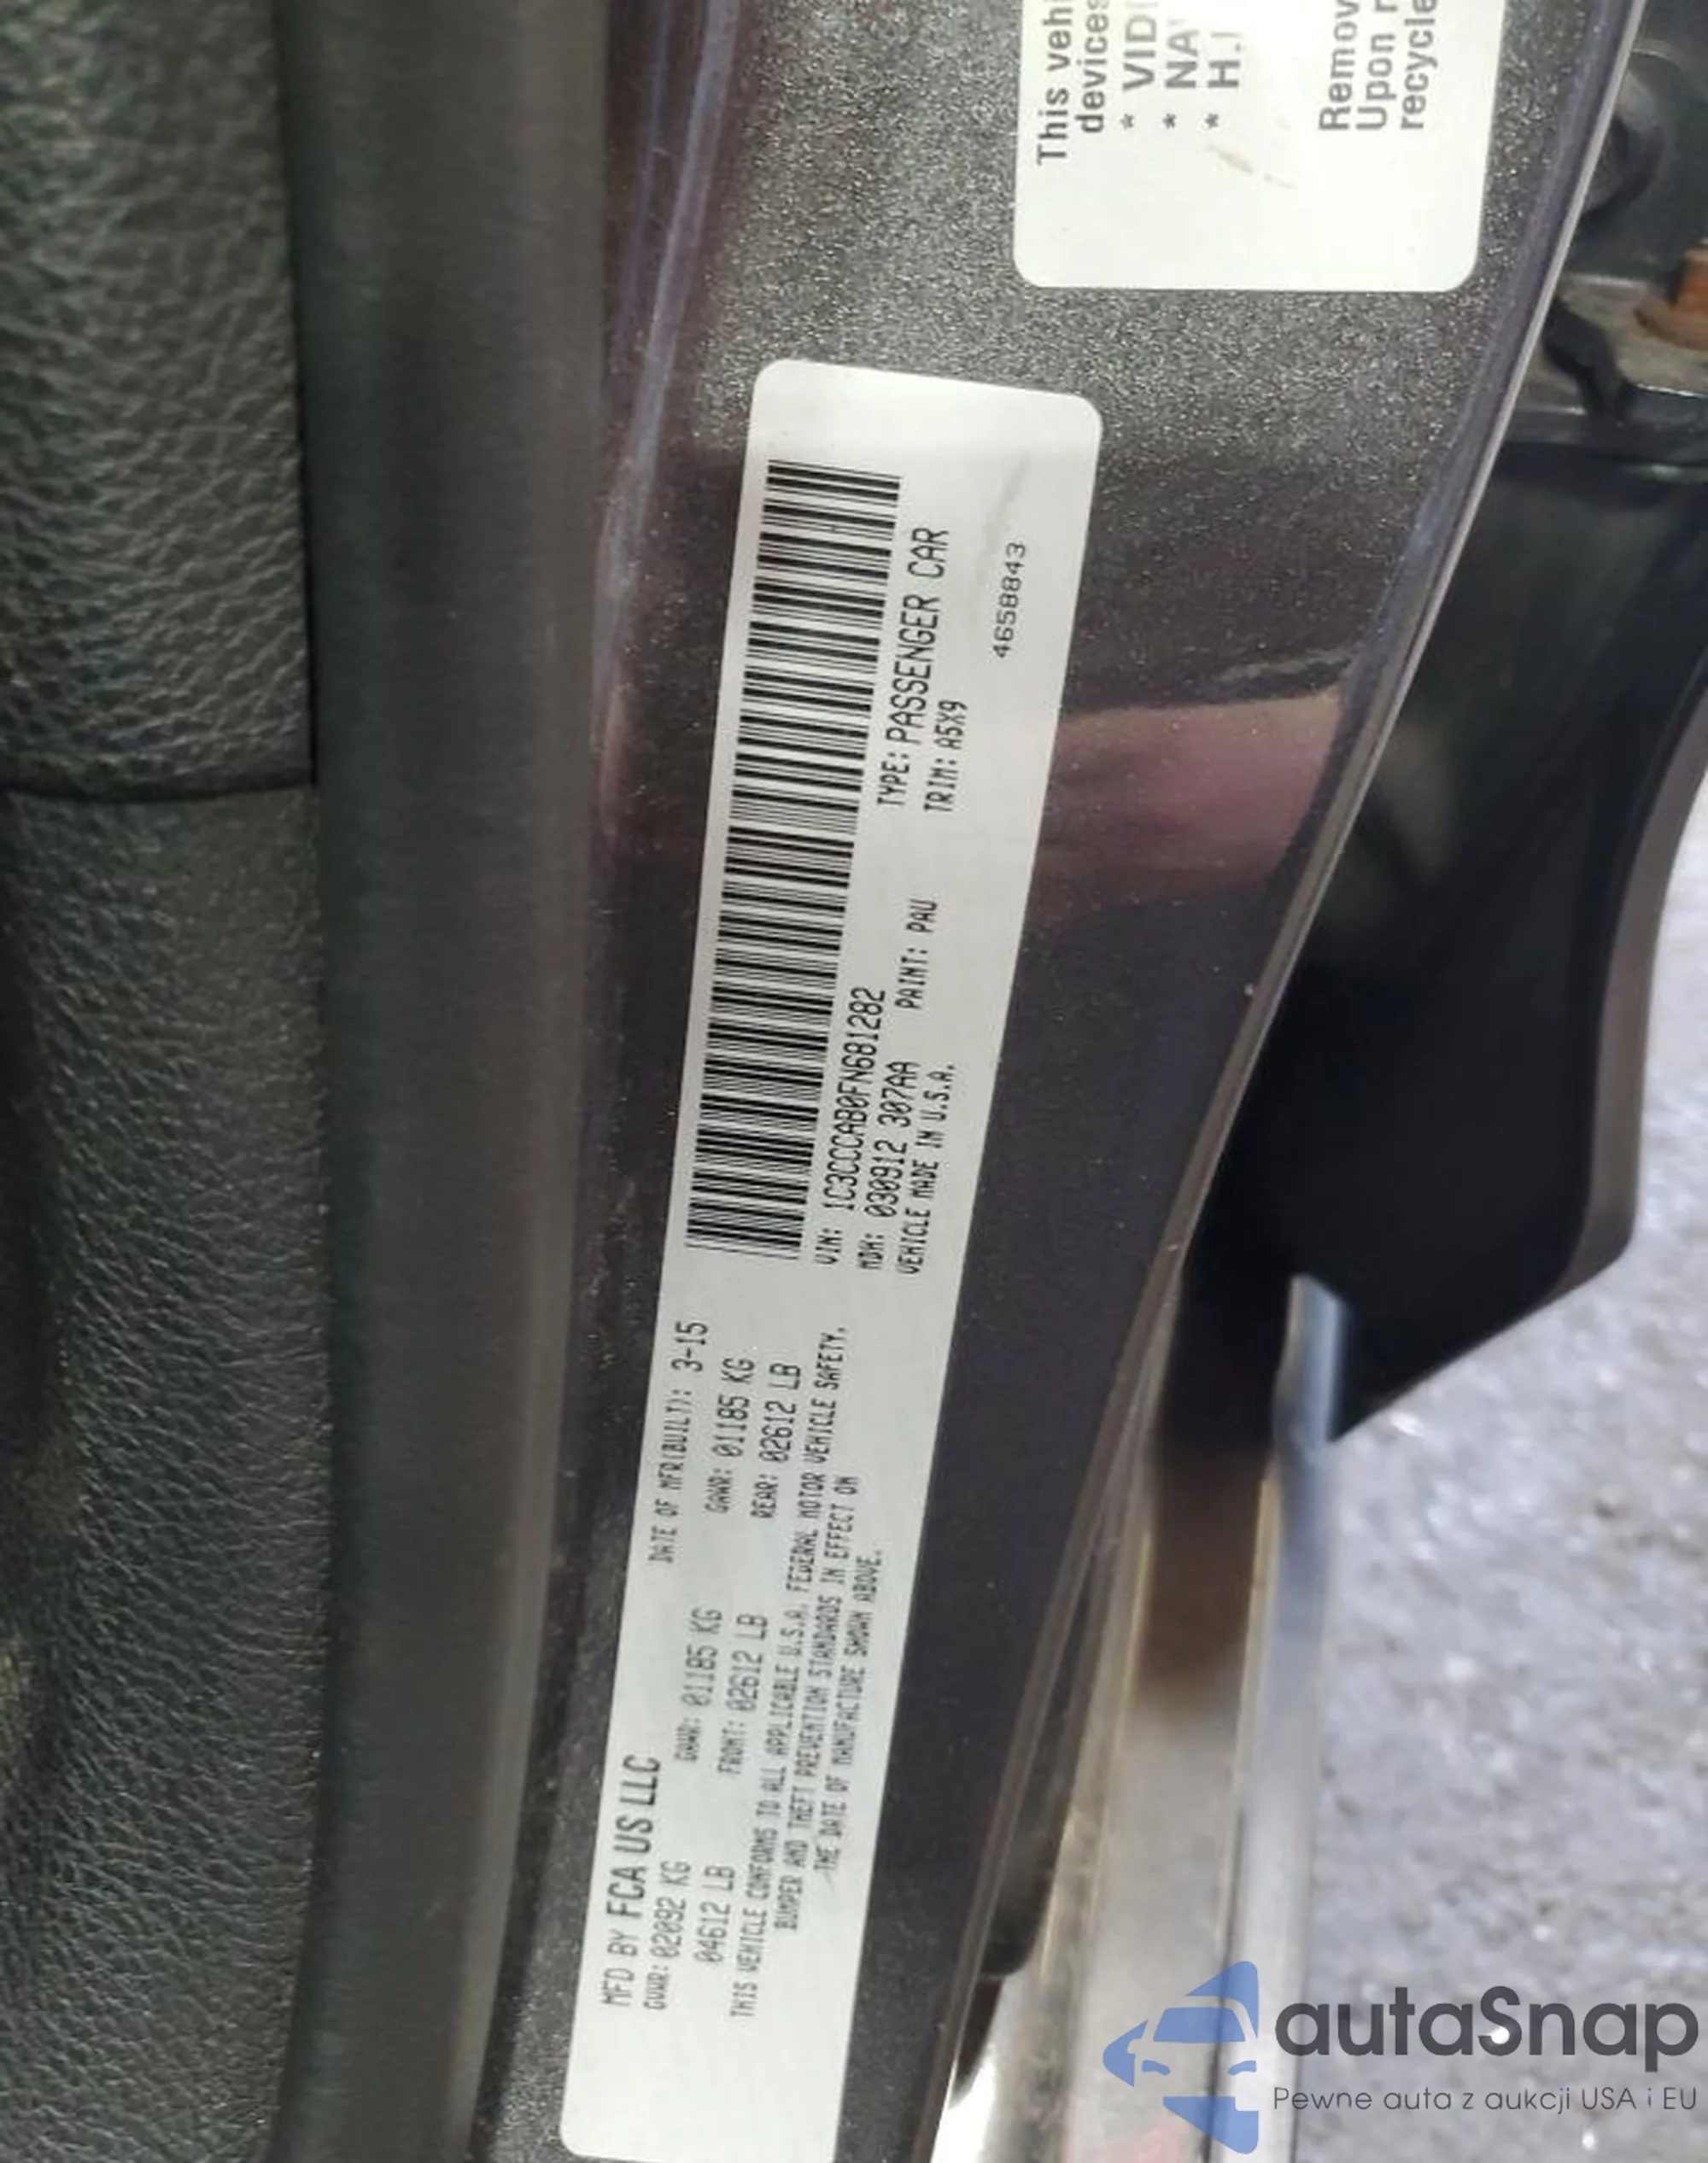 This vehi
devices
* VID
* NA
* H.
Remov
Upon r
recycle
MFD BY FCA US LLC
DATE OF MFR(BUILT): 3-15
GVWR: 02092 KG
GAWR: 01185 KG
GAWR: 01185 KG
04612 LB
FRONT: 02612 LB
REAR: 02612 LB
THIS VEHICLE CONFORMS TO ALL APPLICABLE U.S.A. FEDERAL MOTOR VEHICLE SAFETY,
BUMPER AND THEFT PREVENTION STANDARDS IN EFFECT ON
THE DATE OF MANUFACTURE SHOWN ABOVE.
VIN: 1C3CCCAB0FN681282
TYPE: PASSENGER CAR
MDH: 030912 307AA
PAINT: PAU
TRIM: A5X9
VEHICLE MADE IN U.S.A.
4658843
autaSnap
Pewne auta z aukcji USA i EU